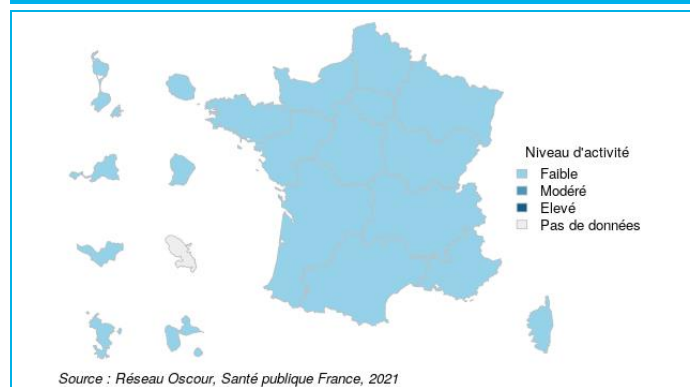 Niveau d'activité
Faible
Modéré
Elevé
Pas de données
Source : Réseau Oscour, Santé publique France, 2021